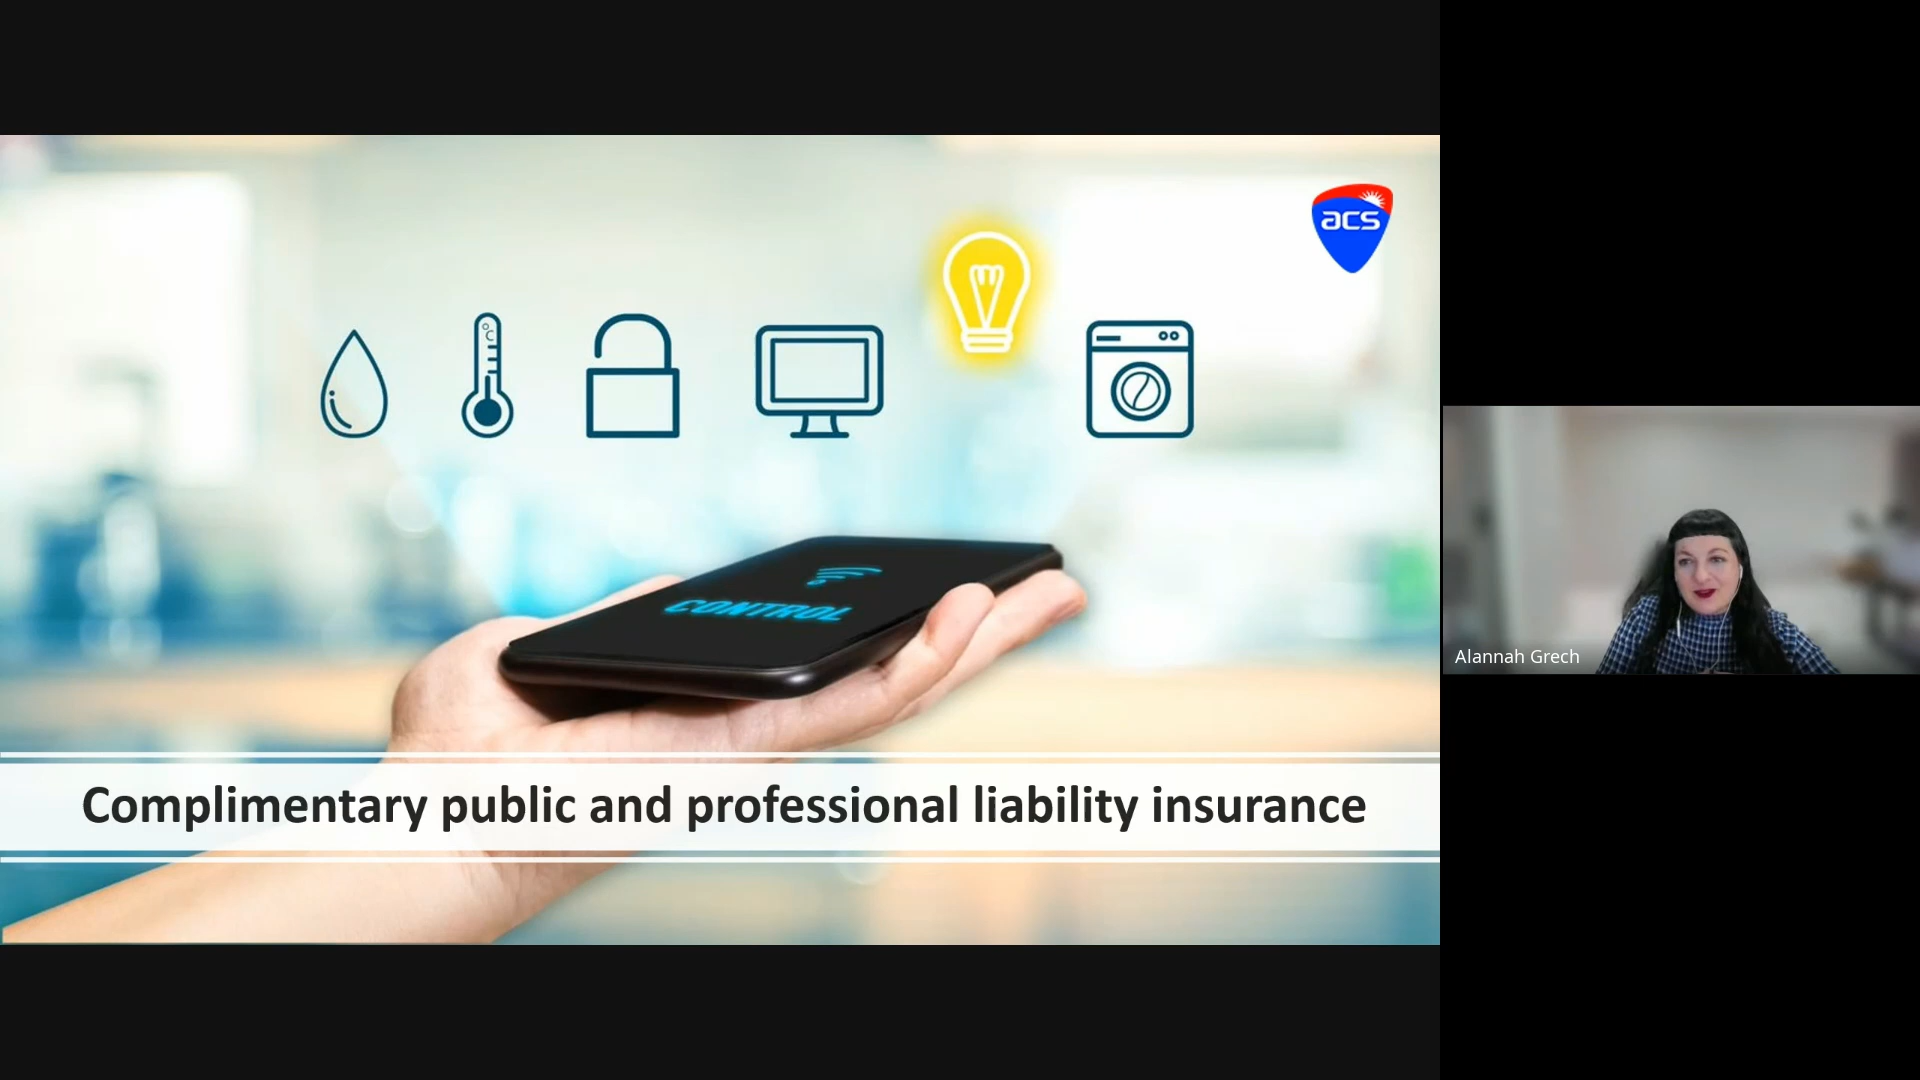 acs
°C
CONTROL
Complimentary public and professional liability insurance
Alannah Grech